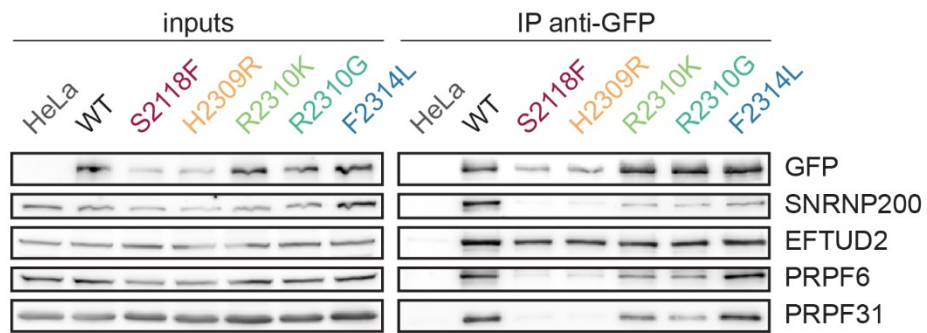 inputs IP anti-GFP
HeLa WT S2118F H2309R R2310K R2310G F2314L HeLa WT S2118F H2309R R2310K R2310G F2314L
GFP
SNRNP200
EFTUD2
PRPF6
PRPF31